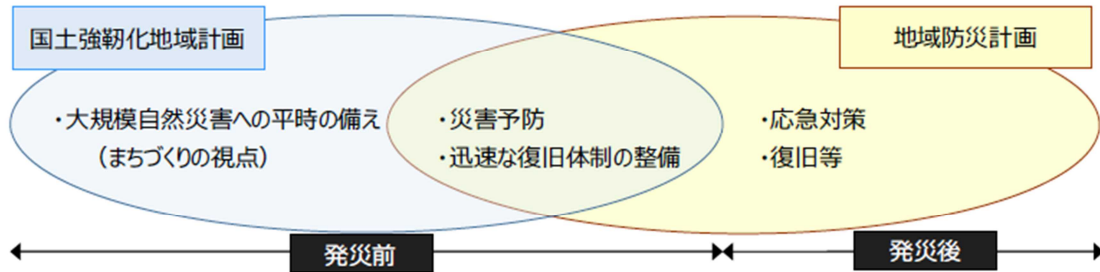 国土強靭化地域計画
地域防災計画
・大規模自然災害への平時の備え
（まちづくりの視点）
・災害予防
・迅速な復旧体制の整備
・応急対策
・復旧等
発災前
発災後